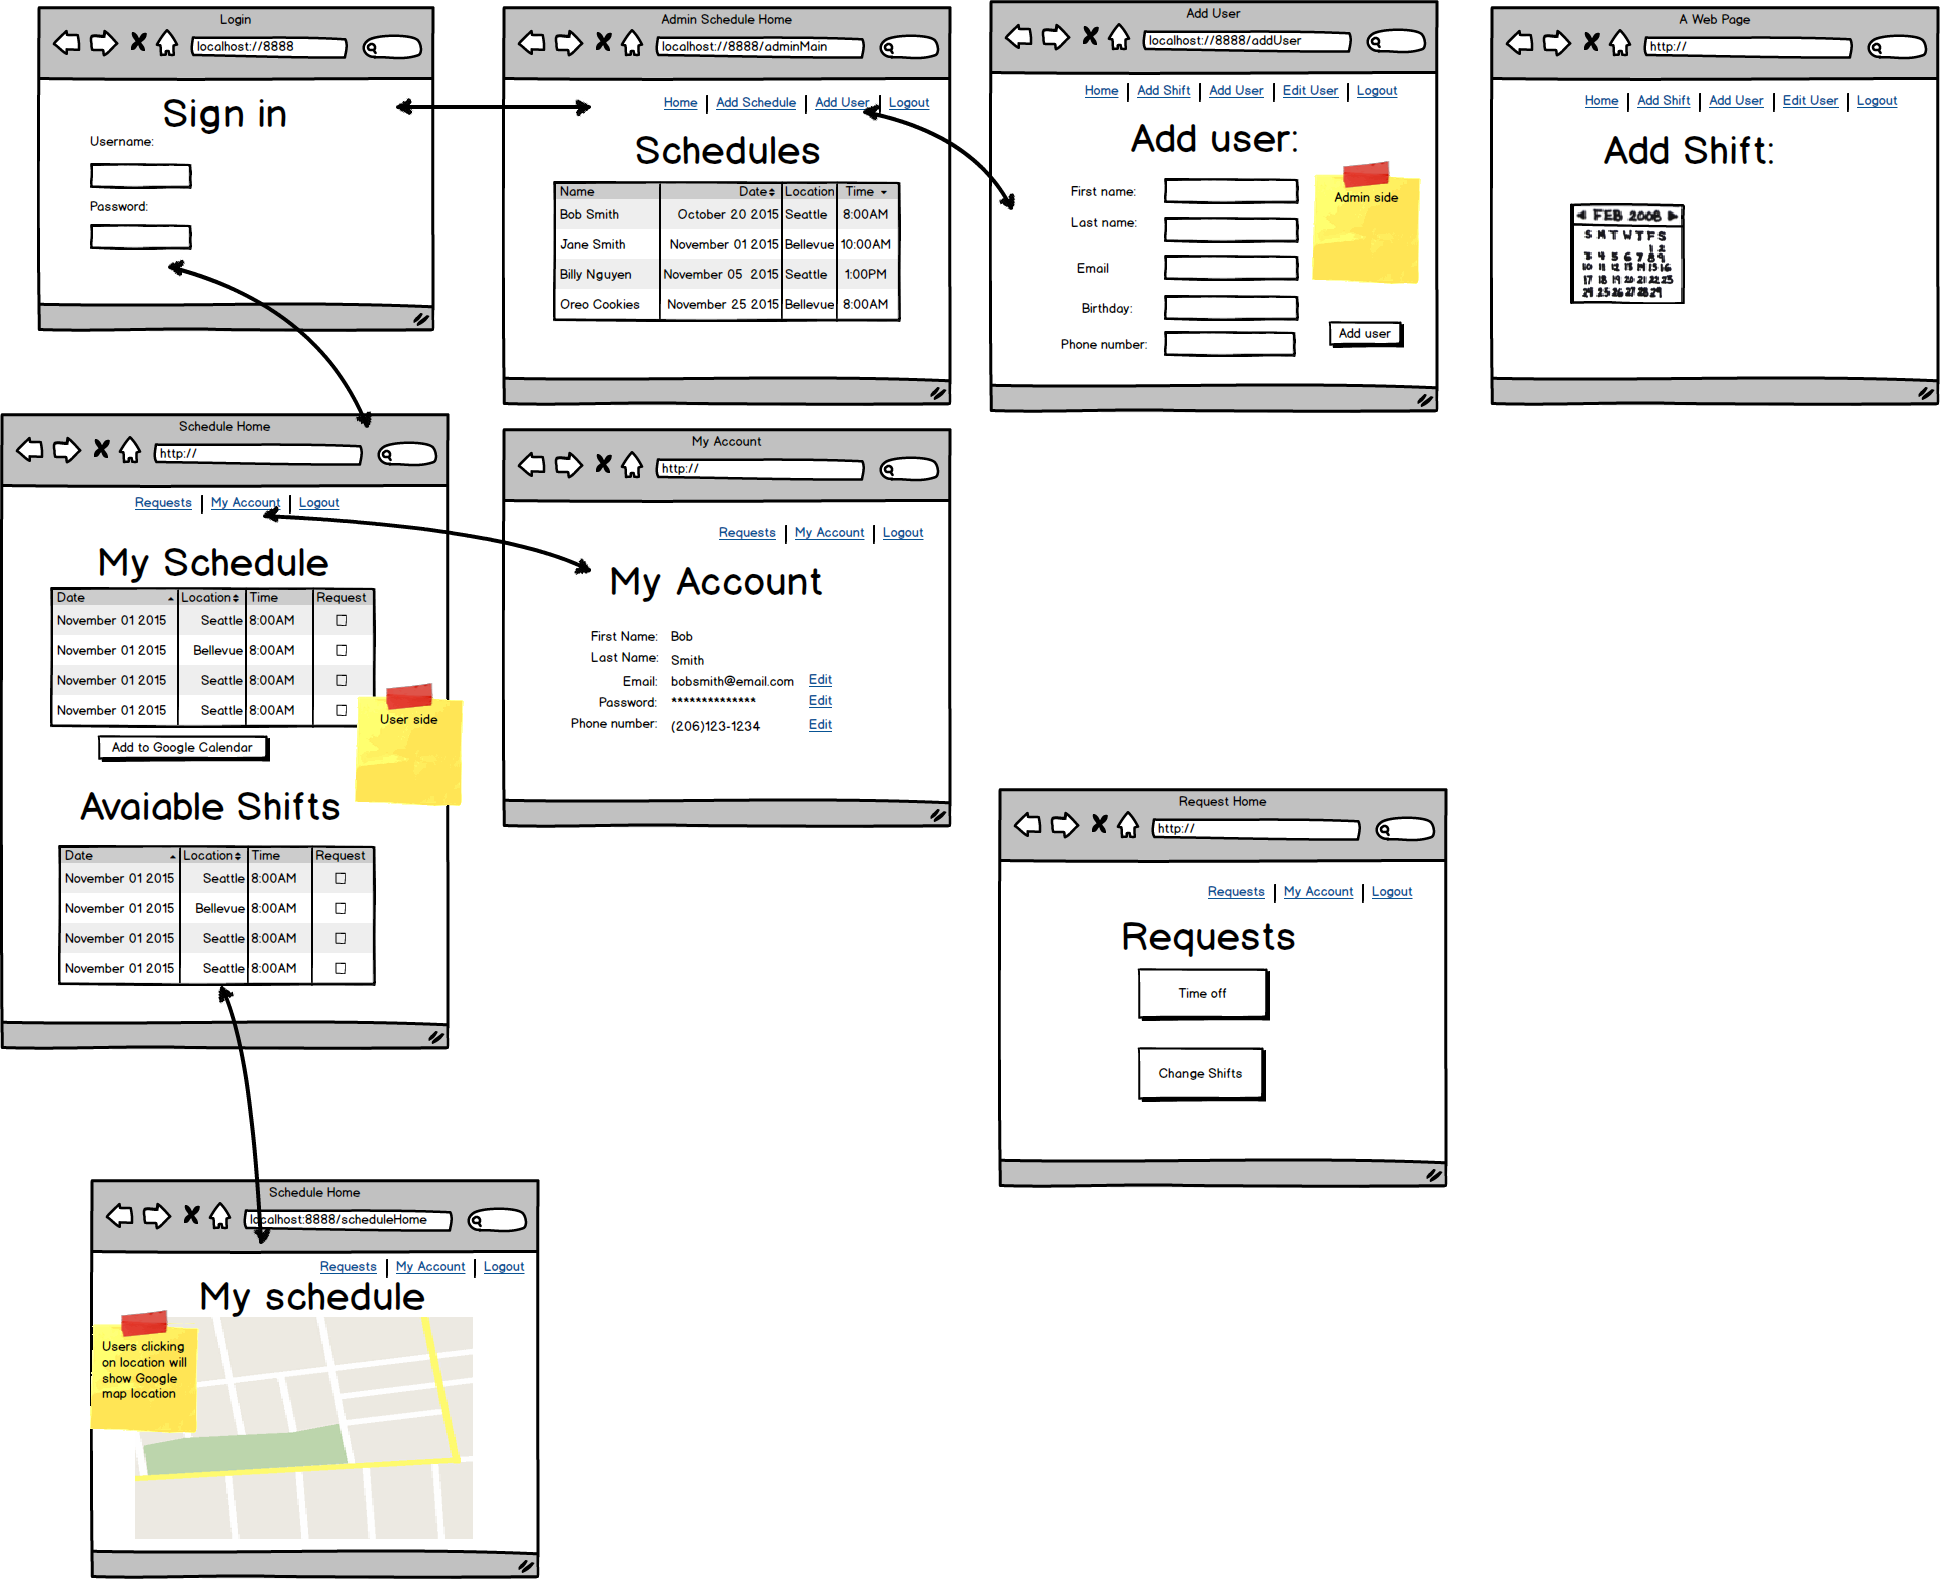 Login
localhost://8888
Sign in
Username:
Password:
Admin Schedule Home
localhost://8888/adminMain
Home | Add Schedule | Add User | Logout
Schedules
Name Date Location Time
Bob Smith October 20 2015 Seattle 8:00AM
Jane Smith November 01 2015 Bellevue 10:00AM
Billy Nguyen November 05 2015 Seattle 1:00PM
Oreo Cookies November 25 2015 Bellevue 8:00AM
Add User
localhost://8888/addUser
Home | Add Shift | Add User | Edit User | Logout
Add user:
First name:
Last name:
Email
Birthday:
Phone number:
Admin side
Add user
A Web Page
http://
Home | Add Shift | Add User | Edit User | Logout
Add Shift:
FEB 2008
S M T W T F S
1 2
3 4 5 6 7 8 9
10 11 12 13 14 15 16
17 18 19 20 21 22 23
24 25 26 27 28 29
Schedule Home
http://
Requests | My Account | Logout
My Schedule
Date Location Time Request
November 01 2015 Seattle 8:00AM
November 01 2015 Bellevue 8:00AM
November 01 2015 Seattle 8:00AM
November 01 2015 Seattle 8:00AM
Add to Google Calendar
User side
Avaiable Shifts
Date Location Time Request
November 01 2015 Seattle 8:00AM
November 01 2015 Bellevue 8:00AM
November 01 2015 Seattle 8:00AM
November 01 2015 Seattle 8:00AM
My Account
http://
Requests | My Account | Logout
My Account
First Name: Bob
Last Name: Smith
Email: bobsmith@email.com Edit
Password: ************** Edit
Phone number: (206)123-1234 Edit
Request Home
http://
Requests | My Account | Logout
Requests
Time off
Change Shifts
Schedule Home
localhost:8888/scheduleHome
Requests | My Account | Logout
My schedule
Users clicking
on location will
show Google
map location